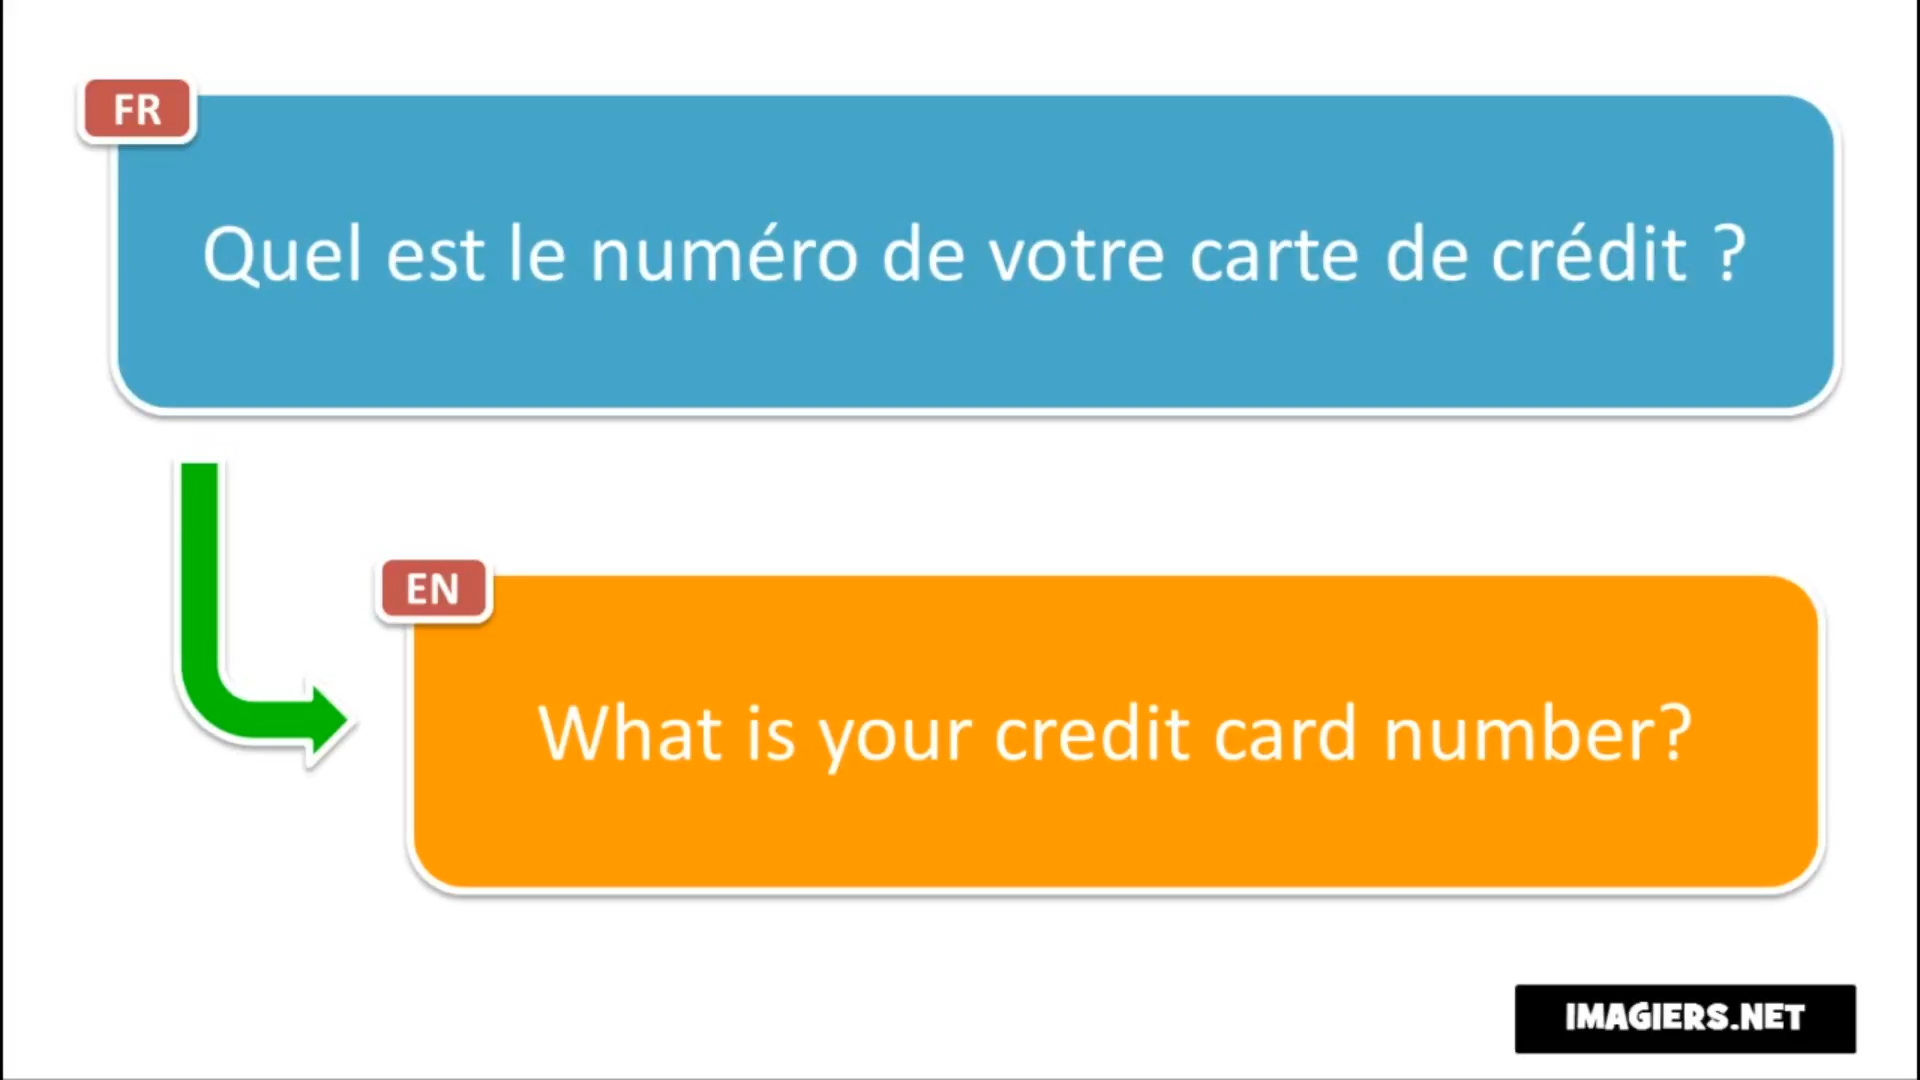 FR
Quel est le numéro de votre carte de crédit ?
EN
What is your credit card number?
IMAGIERS.NET